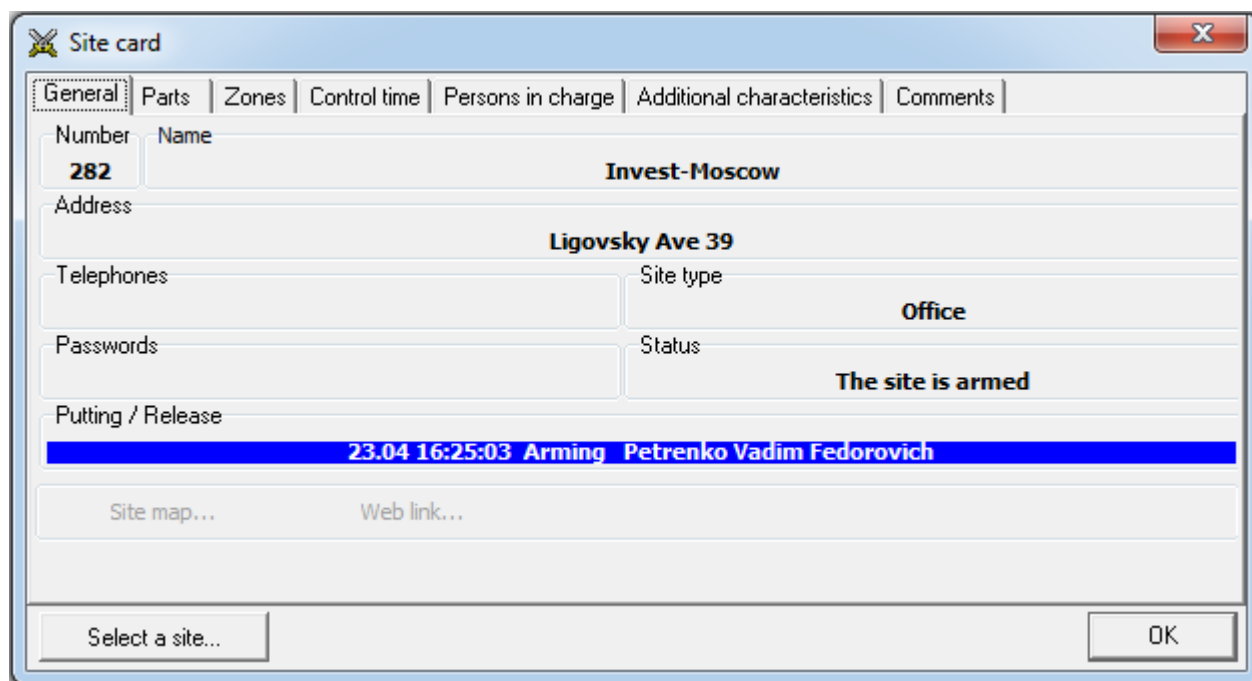 Site card
General Parts Zones Control time Persons in charge Additional characteristics Comments
Number Name
282 Invest-Moscow
Address
Ligovsky Ave 39
Telephones Site type
Office
Passwords Status
The site is armed
Putting / Release
23.04 16:25:03 Arming Petrenko Vadim Fedorovich
Site map... Web link...
Select a site... OK